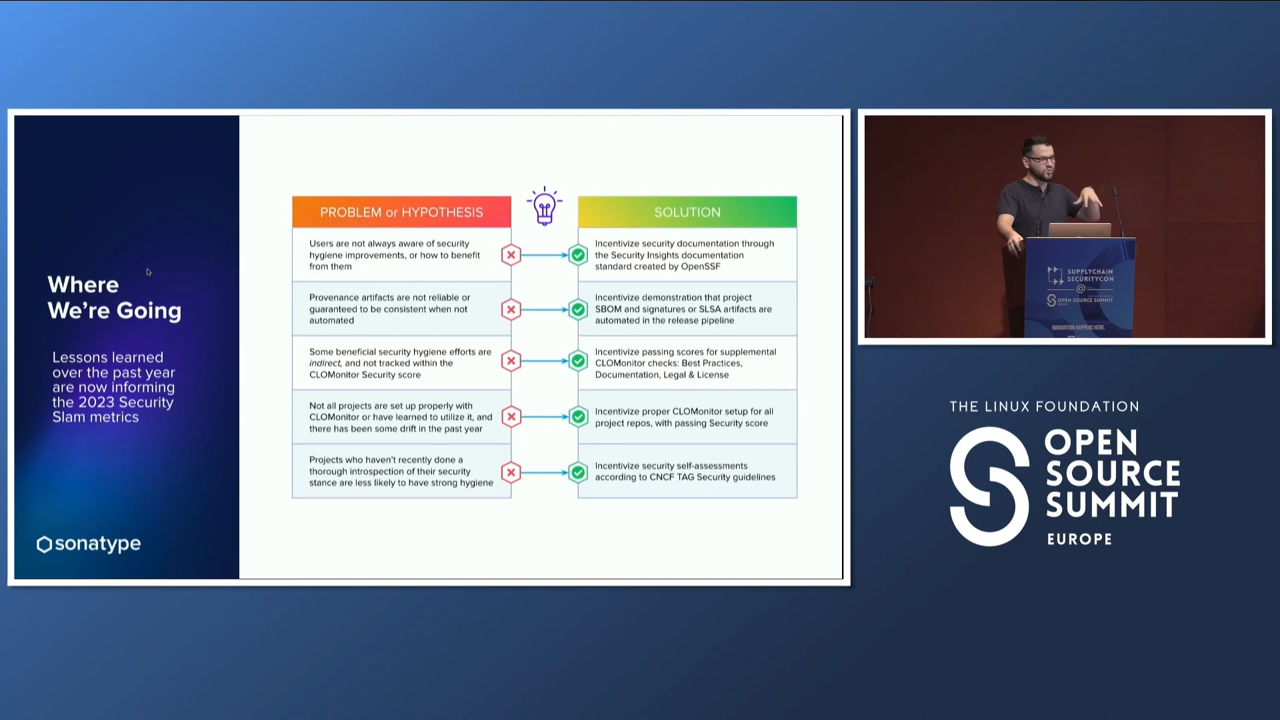 Where
We're Going
Lessons learned
over the past year
are now informing
the 2023 Security
Slam metrics
sonatype
PROBLEM or HYPOTHESIS
SOLUTION
Users are not always aware of security
hygiene improvements, or how to benefit
from them
Incentivize security documentation through
the Security Insights documentation
standard created by OpenSSF
Provenance artifacts are not reliable or
guaranteed to be consistent when not
automated
Incentivize demonstration that project
SBOM and signatures or SLSA artifacts are
automated in the release pipeline
Some beneficial security hygiene efforts are
indirect, and not tracked within the
CLOMonitor Security score
Incentivize passing scores for supplemental
CLOMonitor checks: Best Practices,
Documentation, Legal & License
Not all projects are set up properly with
CLOMonitor or have learned to utilize it, and
there has been some drift in the past year
Incentivize proper CLOMonitor setup for all
project repos, with passing Security score
Projects who haven't recently done a
thorough introspection of their security
stance are less likely to have strong hygiene
Incentivize security self-assessments
according to CNCF TAG Security guidelines
SUPPLYCHAIN
SECURITYCON
@
OPEN SOURCE SUMMIT
INNOVATION HAPPENS HERE.
THE LINUX FOUNDATION
OPEN
SOURCE
SUMMIT
EUROPE